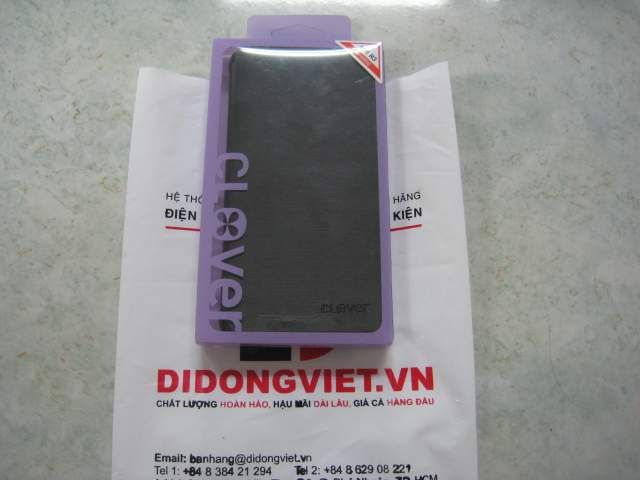 CLOVER
CLOVER
HỆ THỐ
HÀNG
ĐIỆN
KIỆN
DIDONGVIET.VN
CHẤT LƯỢNG HOÀN HẢO, HẬU MÃI DÀI LÂU, GIÁ CẢ HÀNG ĐẦU
Email: banhang@didongviet.vn
Tel 1: +84 8 384 21 294 Tel 2: +84 8 629 08 221